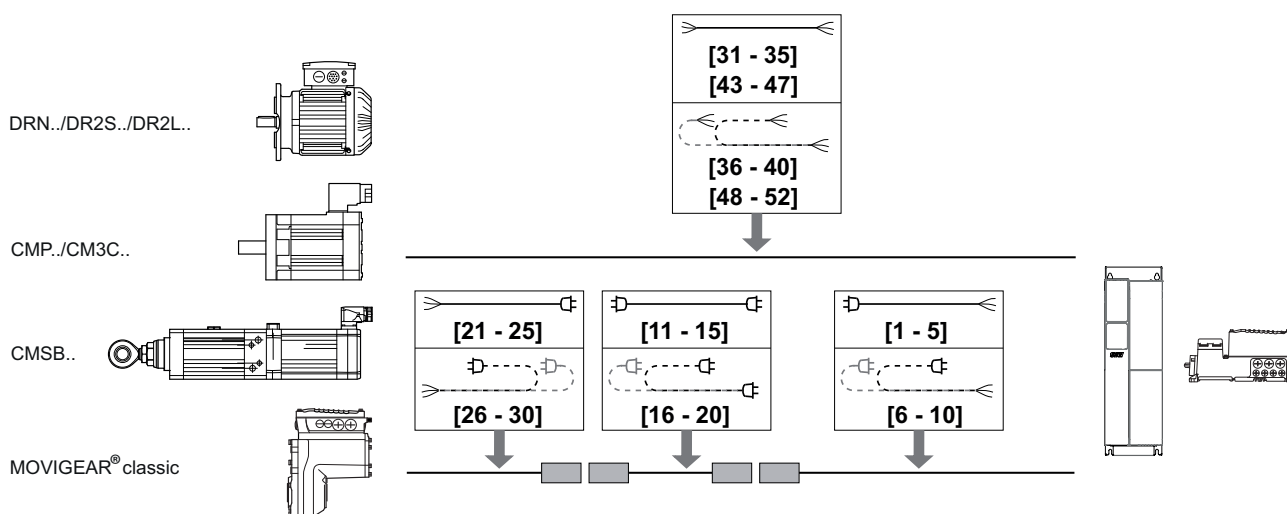 [31 - 35]
[43 - 47]
DRN../DR2S../DR2L..
[36 - 40]
[48 - 52]
CMP../CM3C..
[21 - 25] [11 - 15] [1 - 5]
CMSB..
[26 - 30] [16 - 20] [6 - 10]
MOVIGEAR® classic